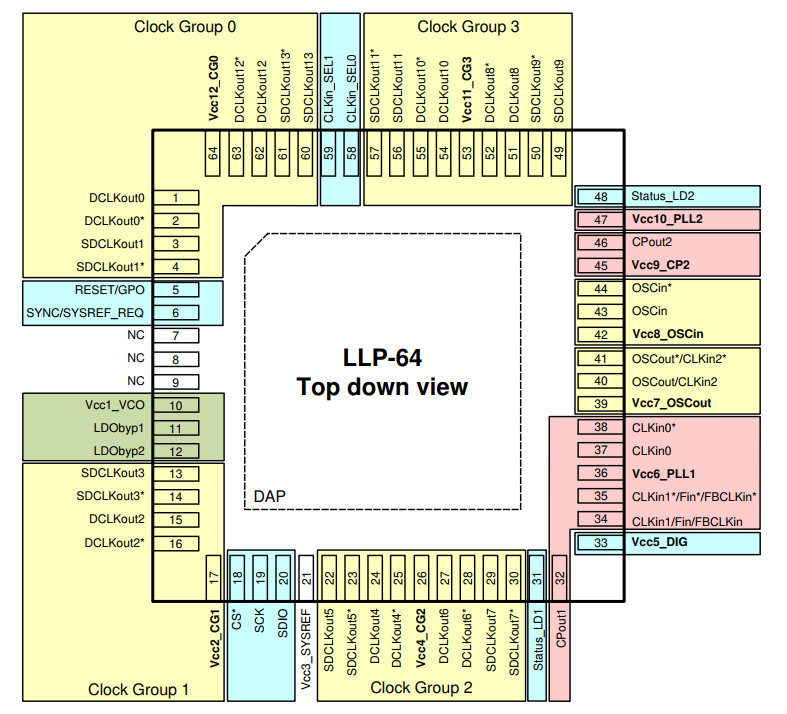 Clock Group 0
Clock Group 3
Vcc12_CG0
DCLKout12*
DCLKout12
SDCLKout13*
SDCLKout13
CLKin_SEL1
CLKin_SEL0
SDCLKout11*
SDCLKout11
DCLKout10*
DCLKout10
Vcc11_CG3
DCLKout8*
DCLKout8
SDCLKout9*
SDCLKout9
64
63
62
61
60
59
58
57
56
55
54
53
52
51
50
49
DCLKout0 1
DCLKout0* 2
SDCLKout1 3
SDCLKout1* 4
RESET/GPO 5
SYNC/SYSREF_REQ 6
NC 7
NC 8
NC 9
Vcc1_VCO 10
LDObyp1 11
LDObyp2 12
SDCLKout3 13
SDCLKout3* 14
DCLKout2 15
DCLKout2* 16
LLP-64
Top down view
DAP
48 Status_LD2
47 Vcc10_PLL2
46 CPout2
45 Vcc9_CP2
44 OSCin*
43 OSCin
42 Vcc8_OSCin
41 OSCout*/CLKin2*
40 OSCout/CLKin2
39 Vcc7_OSCout
38 CLKin0*
37 CLKin0
36 Vcc6_PLL1
35 CLKin1*/Fin*/FBCLKin*
34 CLKin1/Fin/FBCLKin
33 Vcc5_DIG
17
18
19
20
21
22
23
24
25
26
27
28
29
30
31
32
Vcc2_CG1
CS*
SCK
SDIO
Vcc3_SYSREF
SDCLKout5
SDCLKout5*
DCLKout4
DCLKout4*
Vcc4_CG2
DCLKout6
DCLKout6*
SDCLKout7
SDCLKout7*
Status_LD1
CPout1
Clock Group 1
Clock Group 2